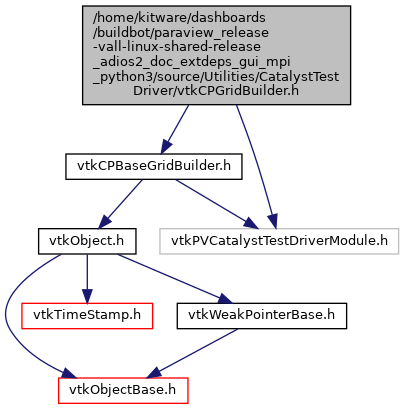 /home/kitware/dashboards
/buildbot/paraview_release
-vall-linux-shared-release
_adios2_doc_extdeps_gui_mpi
_python3/source/Utilities/CatalystTest
Driver/vtkCPGridBuilder.h
vtkCPBaseGridBuilder.h
vtkObject.h
vtkPVCatalystTestDriverModule.h
vtkTimeStamp.h
vtkWeakPointerBase.h
vtkObjectBase.h